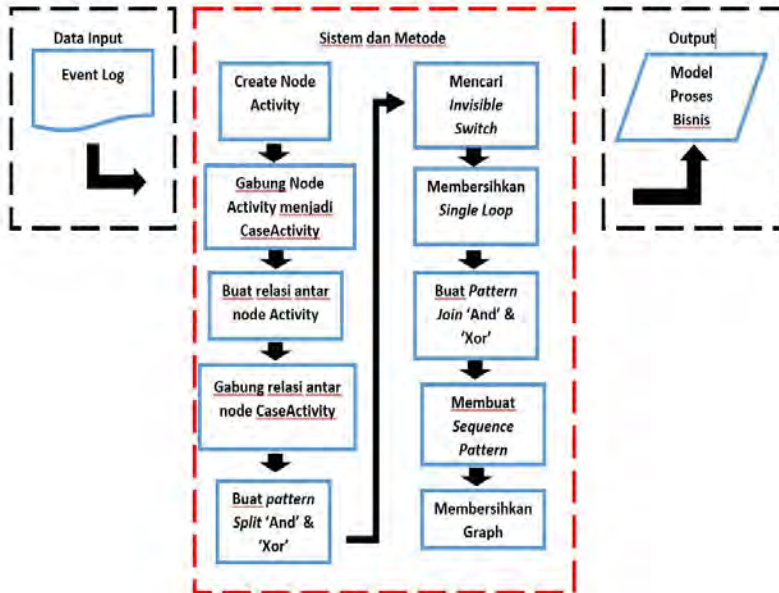 Data Input
Event Log
Sistem dan Metode
Create Node
Activity
Gabung Node
Activity menjadi
CaseActivity
Buat relasi antar
node Activity
Gabung relasi antar
node CaseActivity
Buat pattern
Split 'And' &
'Xor'
Mencari
Invisible
Switch
Membersihkan
Single Loop
Buat Pattern
Join 'And' &
'Xor'
Membuat
Sequence
Pattern
Membersihkan
Graph
Output
Model
Proses
Bisnis